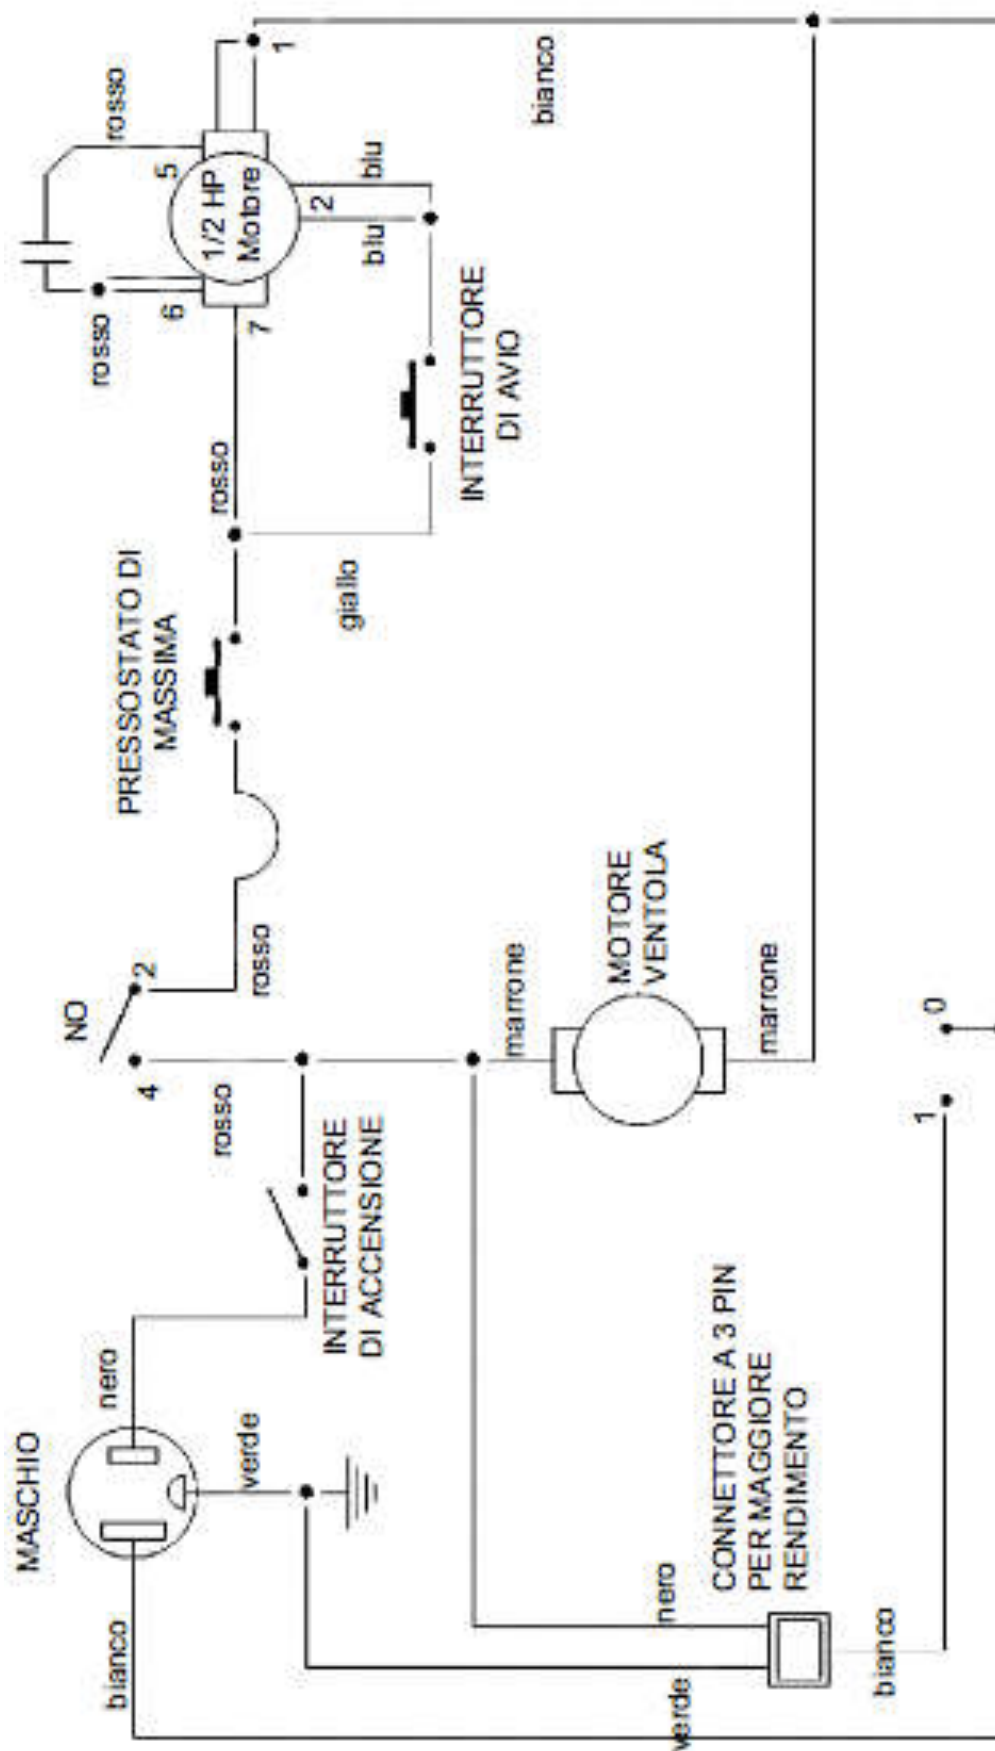 MASCHIO
bianco
nero
verde
NO
4
2
rosso
rosso
INTERRUTTORE
DI ACCENSIONE
PRESSOSTATO DI
MASSIMA
rosso
giallo
rosso
rosso
6
5
7
1/2 HP
Motore
2
1
blu
blu
INTERRUTTORE
DI AVIO
bianco
marrone
MOTORE
VENTOLA
marrone
nero
verde
CONNETTORE A 3 PIN
PER MAGGIORE
RENDIMENTO
bianco
1
0